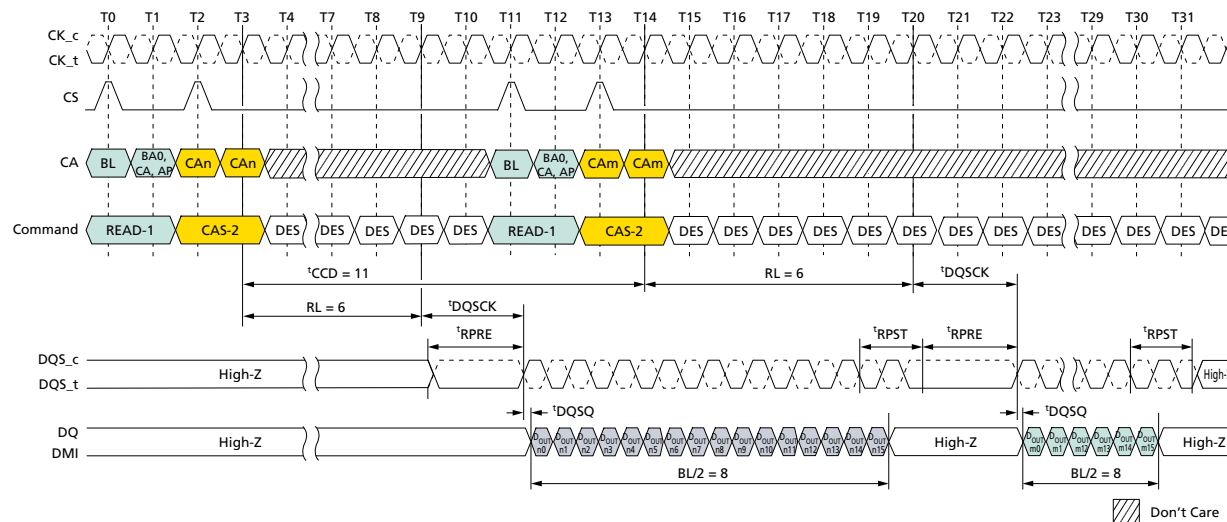 T0 T1 T2 T3 T4 T7 T8 T9 T10 T11 T12 T13 T14 T15 T16 T17 T18 T19 T20 T21 T22 T23 T29 T30 T31
CK_c
CK_t
CS
CA BL BA0, CA, AP CAn CAn BL BA0, CA, AP CAm CAm
Command READ-1 CAS-2 DES DES DES DES DES READ-1 CAS-2 DES DES DES DES DES DES DES DES DES DES DES DES DES
tCCD = 11 RL = 6 tDQSCK
RL = 6 tDQSCK
tRPRE tRPST tRPRE tRPST
DQS_c
DQS_t High-Z High-
tDQSQ tDQSQ
DQ
DMI High-Z DOUT n0 DOUT n1 DOUT n2 DOUT n3 DOUT n4 DOUT n5 DOUT n6 DOUT n7 DOUT n8 DOUT n9 DOUT n10 DOUT n11 DOUT n12 DOUT n13 DOUT n14 DOUT n15 High-Z DOUT m0 DOUT m1 DOUT m12 DOUT m13 DOUT m14 DOUT m15 High-Z
BL/2 = 8 BL/2 = 8
Don't Care